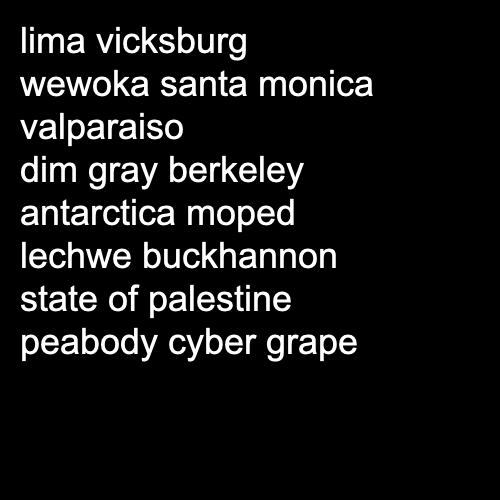 lima vicksburg
wewoka santa monica
valparaiso
dim gray berkeley
antarctica moped
lechwe buckhannon
state of palestine
peabody cyber grape